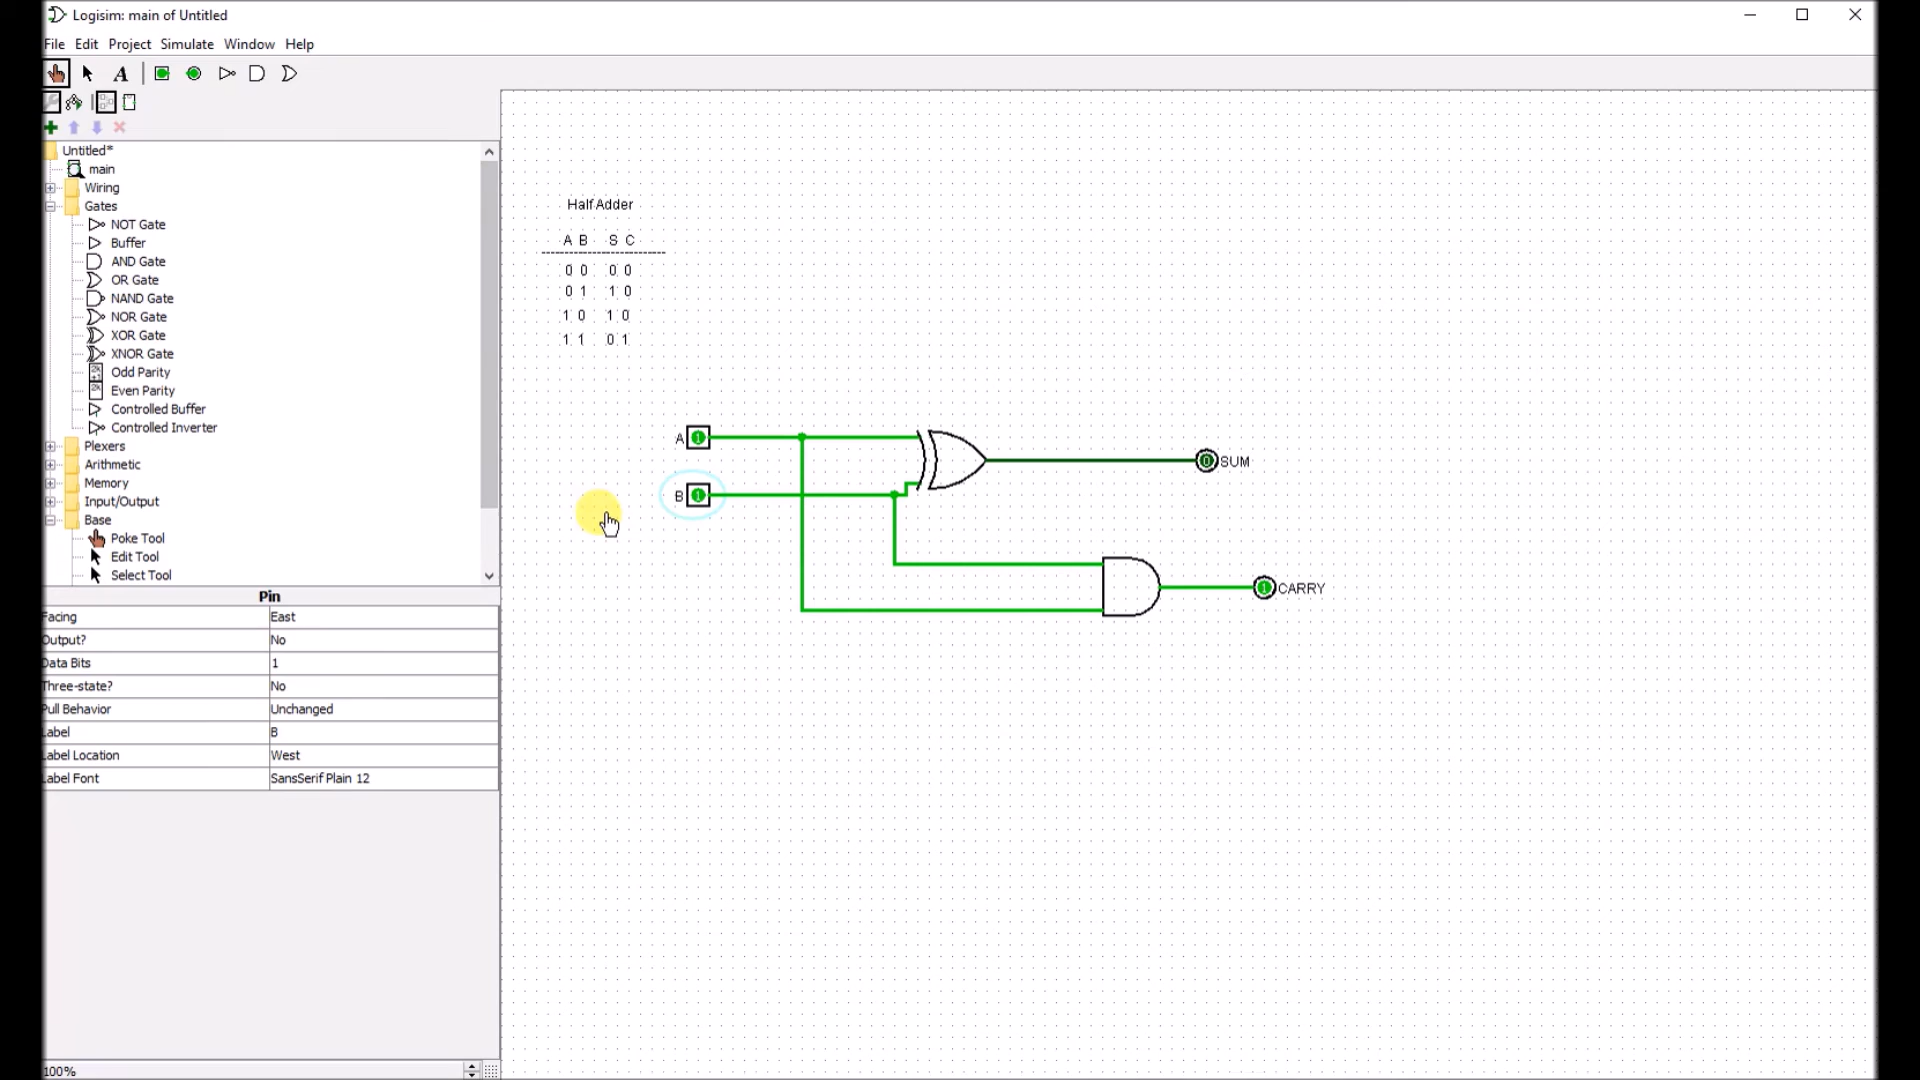 Logisim: main of Untitled
File Edit Project Simulate Window Help
A
Untitled*
main
Wiring
Gates
NOT Gate
Buffer
AND Gate
OR Gate
NAND Gate
NOR Gate
XOR Gate
XNOR Gate
Odd Parity
Even Parity
Controlled Buffer
Controlled Inverter
Plexers
Arithmetic
Memory
Input/Output
Base
Poke Tool
Edit Tool
Select Tool
Pin
Facing East
Output? No
Data Bits 1
Three-state? No
Pull Behavior Unchanged
Label B
Label Location West
Label Font SansSerif Plain 12
100%
Half Adder
A B S C
0 0 0 0
0 1 1 0
1 0 1 0
1 1 0 1
A 1
B 1
0 SUM
1 CARRY